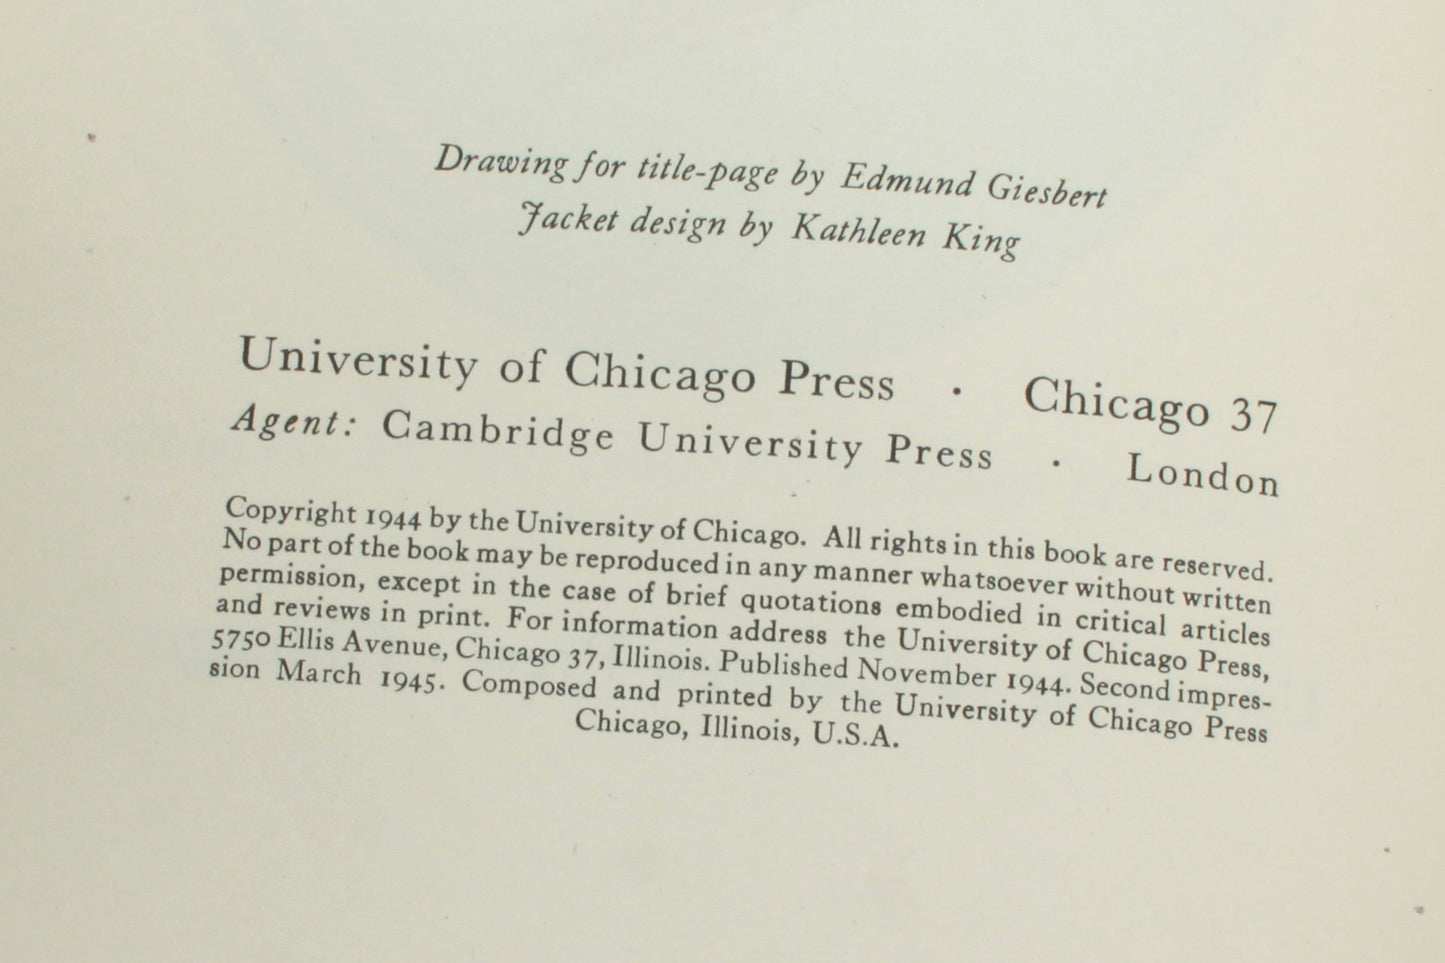 Drawing for title-page by Edmund Giesbert
Jacket design by Kathleen King
University of Chicago Press · Chicago 37
Agent: Cambridge University Press · London
Copyright 1944 by the University of Chicago. All rights in this book are reserved.
No part of the book may be reproduced in any manner whatsoever without written
permission, except in the case of brief quotations embodied in critical articles
and reviews in print. For information address the University of Chicago Press,
5750 Ellis Avenue, Chicago 37, Illinois. Published November 1944. Second impres-
sion March 1945. Composed and printed by the University of Chicago Press
Chicago, Illinois, U.S.A.